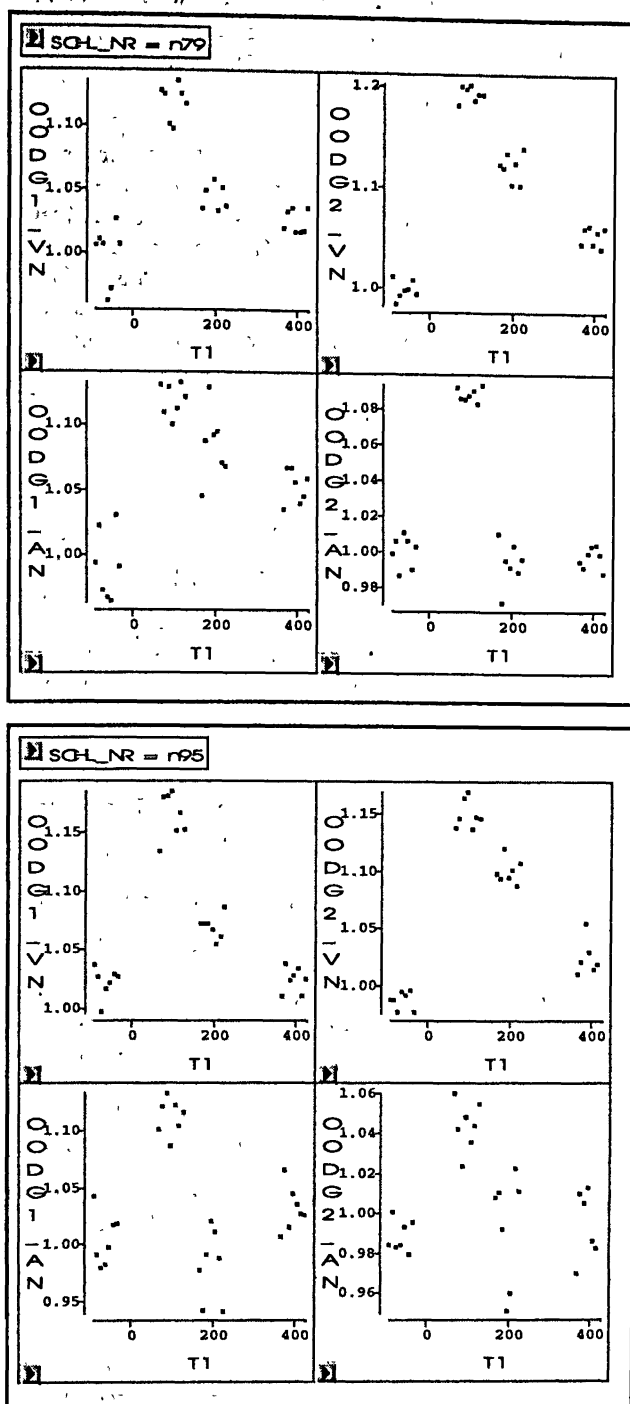 SCHL_NR = n79
OODG1_VN
1.10
1.05
1.00
0 200 400
T1
OODG2_VN
1.2
1.1
1.0
0 200 400
T1
OODG1_AN
1.10
1.05
1.00
0 200 400
T1
OODG2_AN
1.08
1.06
1.04
1.02
1.00
0.98
0 200 400
T1
SCHL_NR = n95
OODG1_VN
1.15
1.10
1.05
1.00
0 200 400
T1
OODG2_VN
1.15
1.10
1.05
1.00
0 200 400
T1
OODG1_AN
1.10
1.05
1.00
0.95
0 200 400
T1
OODG2_AN
1.06
1.04
1.02
1.00
0.98
0.96
0 200 400
T1